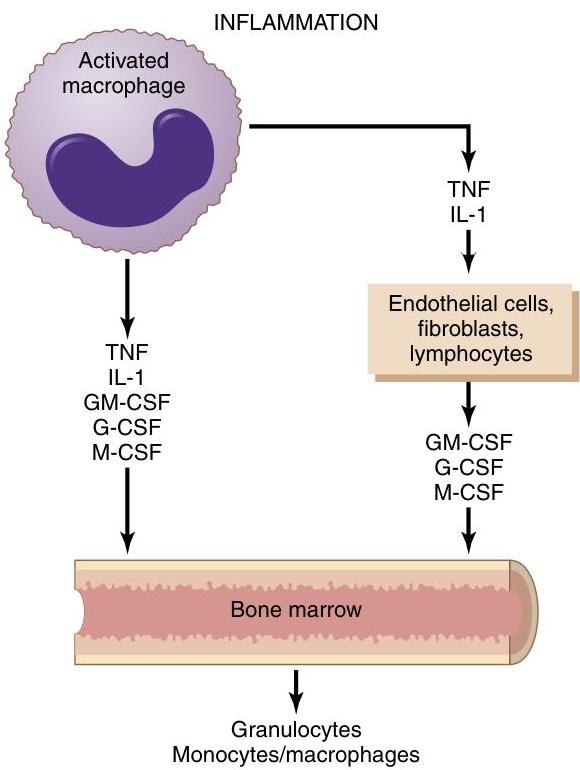 INFLAMMATION
Activated
macrophage
TNF
IL-1
Endothelial cells,
fibroblasts,
lymphocytes
TNF
IL-1
GM-CSF
G-CSF
M-CSF
GM-CSF
G-CSF
M-CSF
Bone marrow
Granulocytes
Monocytes/macrophages